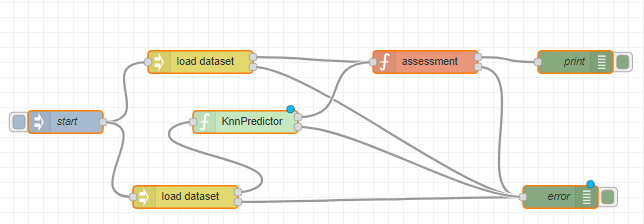 load dataset
assessment
print
start
KnnPredictor
load dataset
error